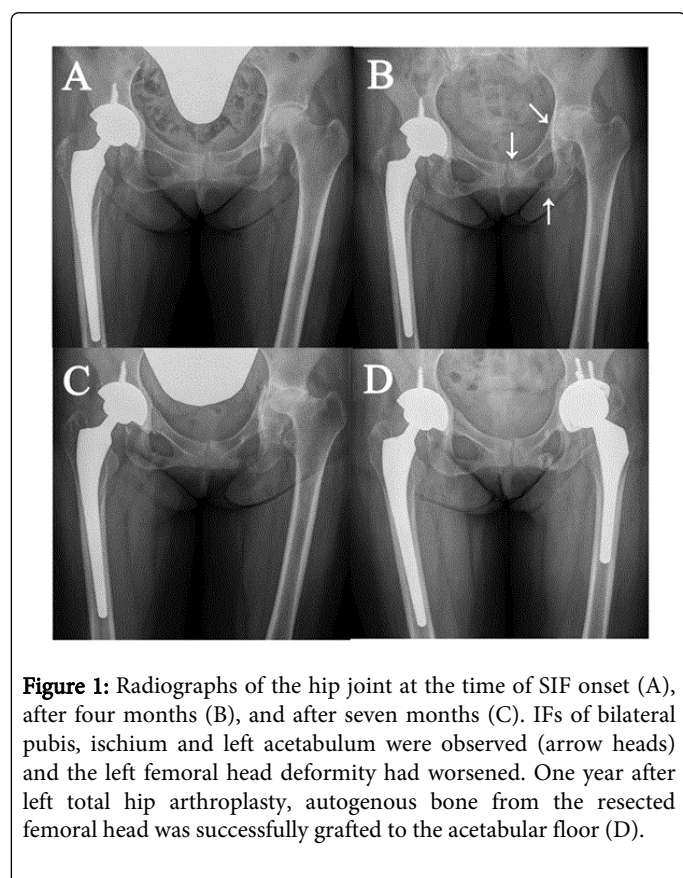 A
B
C
D
Figure 1: Radiographs of the hip joint at the time of SIF onset (A),
after four months (B), and after seven months (C). IFs of bilateral
pubis, ischium and left acetabulum were observed (arrow heads)
and the left femoral head deformity had worsened. One year after
left total hip arthroplasty, autogenous bone from the resected
femoral head was successfully grafted to the acetabular floor (D).